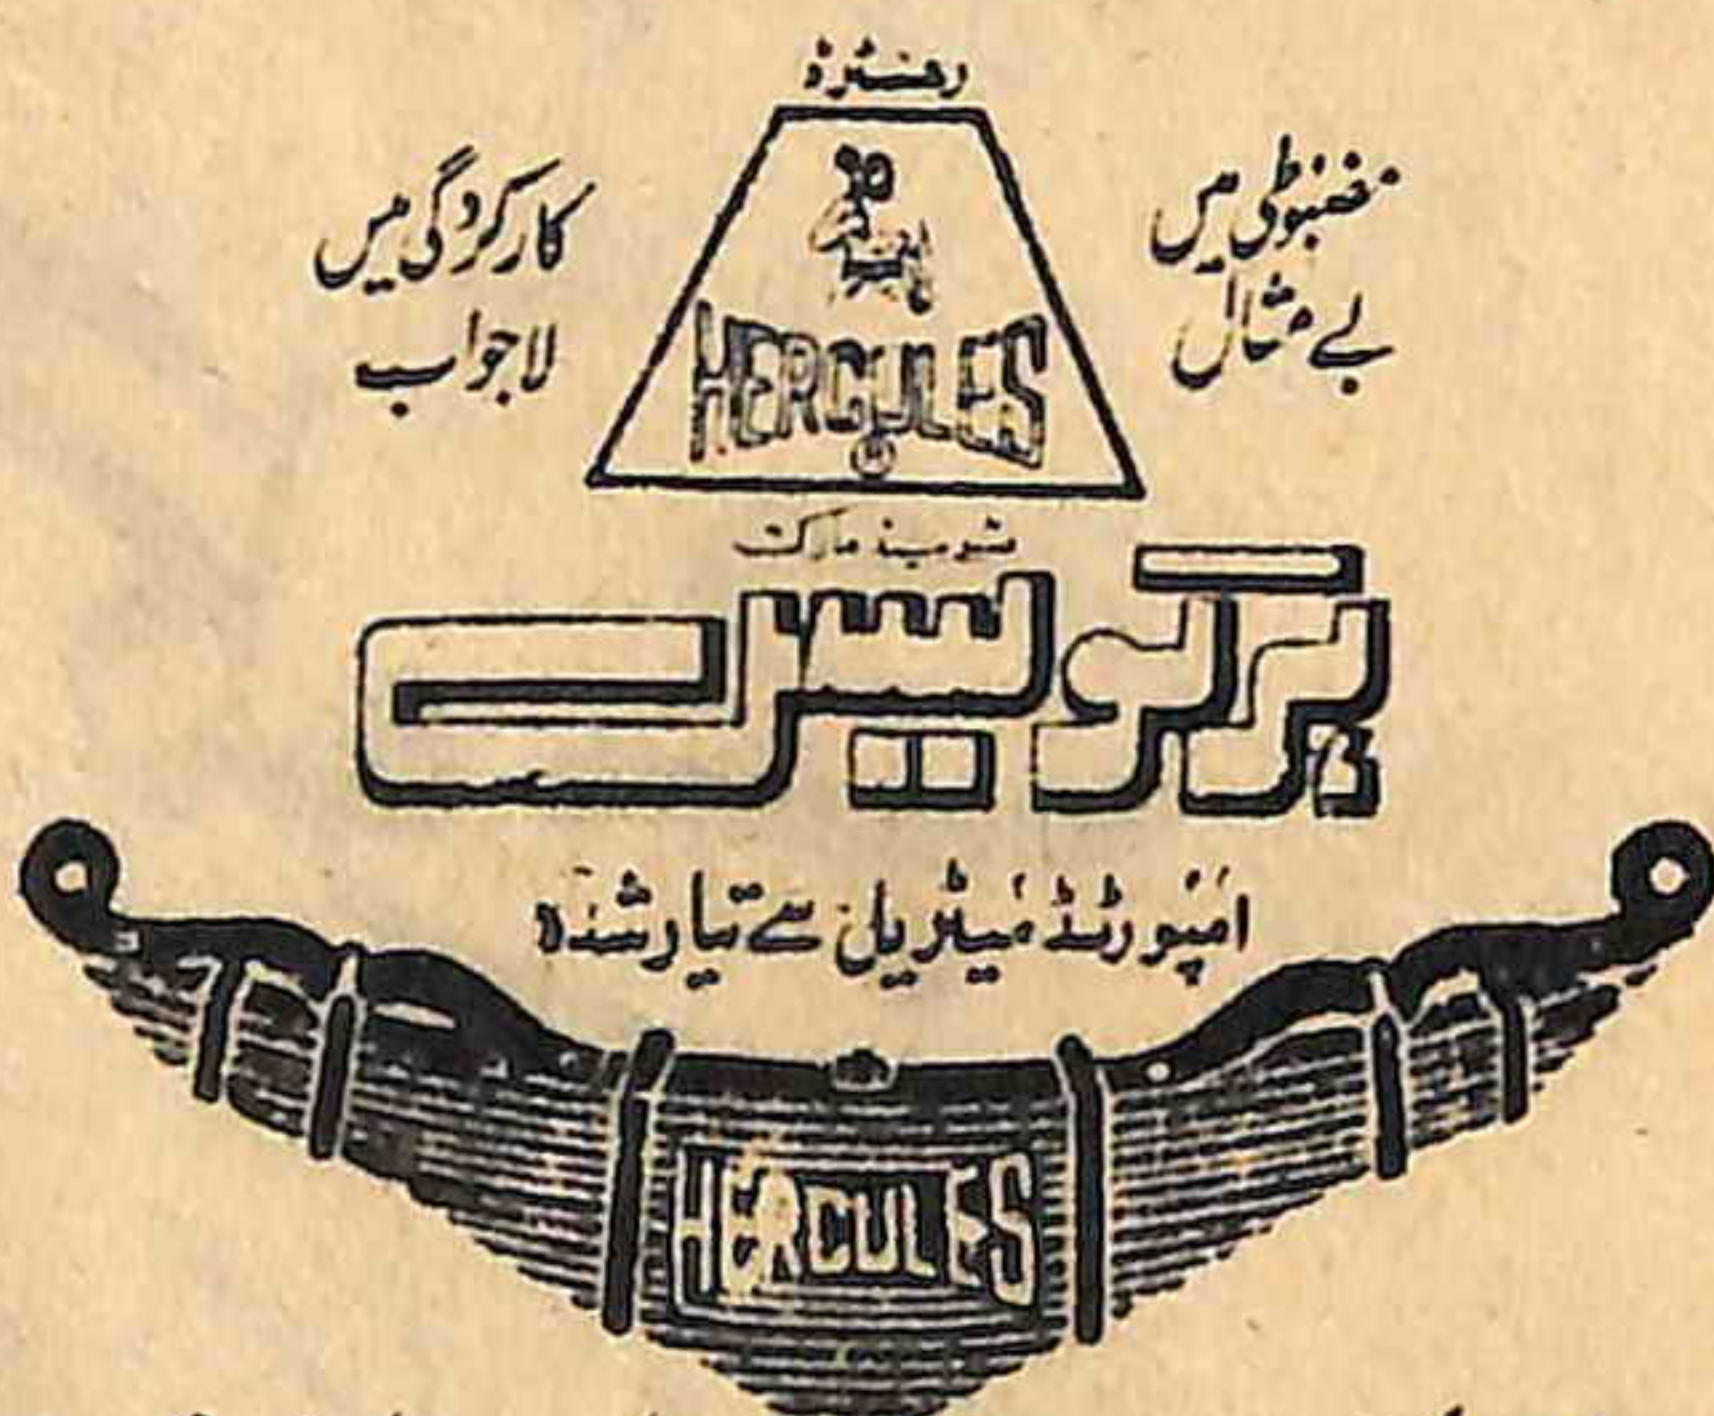 رجسٹرڈ
مضبوطی میں
بے مثال
کارکردگی میں
لاجواب
HERCULES
®
ٹریڈ مارک
ہرکولیس
امپورٹڈ میٹریل سے تیار شدہ
HERCULES